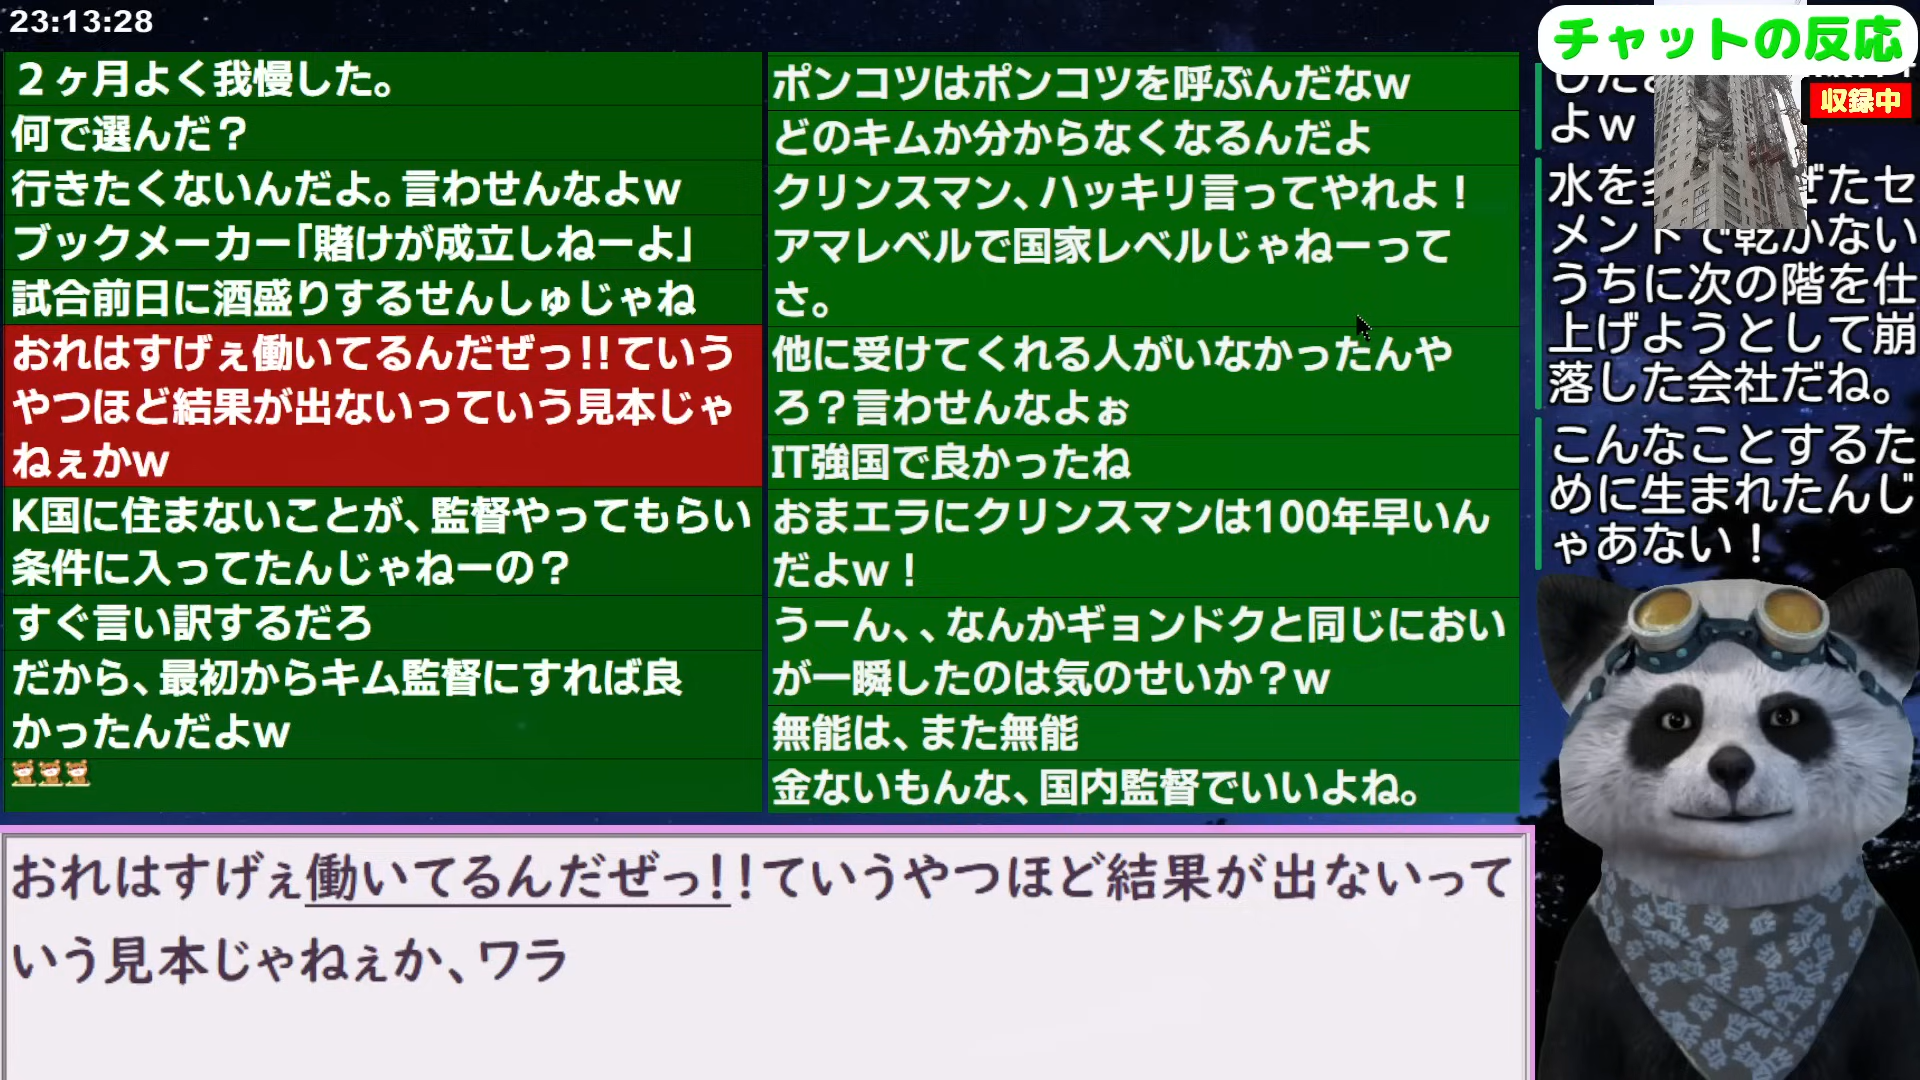 23:13:28
２ヶ月よく我慢した。
何で選んだ？
行きたくないんだよ。言わせんなよw
ブックメーカー「賭けが成立しねーよ」
試合前日に酒盛りするせんしゅじゃね
おれはすげぇ働いてるんだぜっ!!ていう
やつほど結果が出ないっていう見本じゃ
ねぇかw
K国に住まないことが、監督やってもらい
条件に入ってたんじゃねーの？
すぐ言い訳するだろ
だから、最初からキム監督にすれば良
かったんだよw
ポンコツはポンコツを呼ぶんだなw
どのキムか分からなくなるんだよ
クリンスマン、ハッキリ言ってやれよ！
アマレベルで国家レベルじゃねーって
さ。
他に受けてくれる人がいなかったんや
ろ？言わせんなよぉ
IT強国で良かったね
おまエラにクリンスマンは100年早いん
だよw！
うーん、、なんかギョンドクと同じにおい
が一瞬したのは気のせいか？w
無能は、また無能
金ないもんな、国内監督でいいよね。
チャットの反応
収録中
よw
水を ぎたセ
メントで乾かない
うちに次の階を仕
上げようとして崩
落した会社だね。
こんなことするた
めに生まれたんじ
ゃあない！
おれはすげぇ働いてるんだぜっ!!ていうやつほど結果が出ないって
いう見本じゃねぇか、ワラ